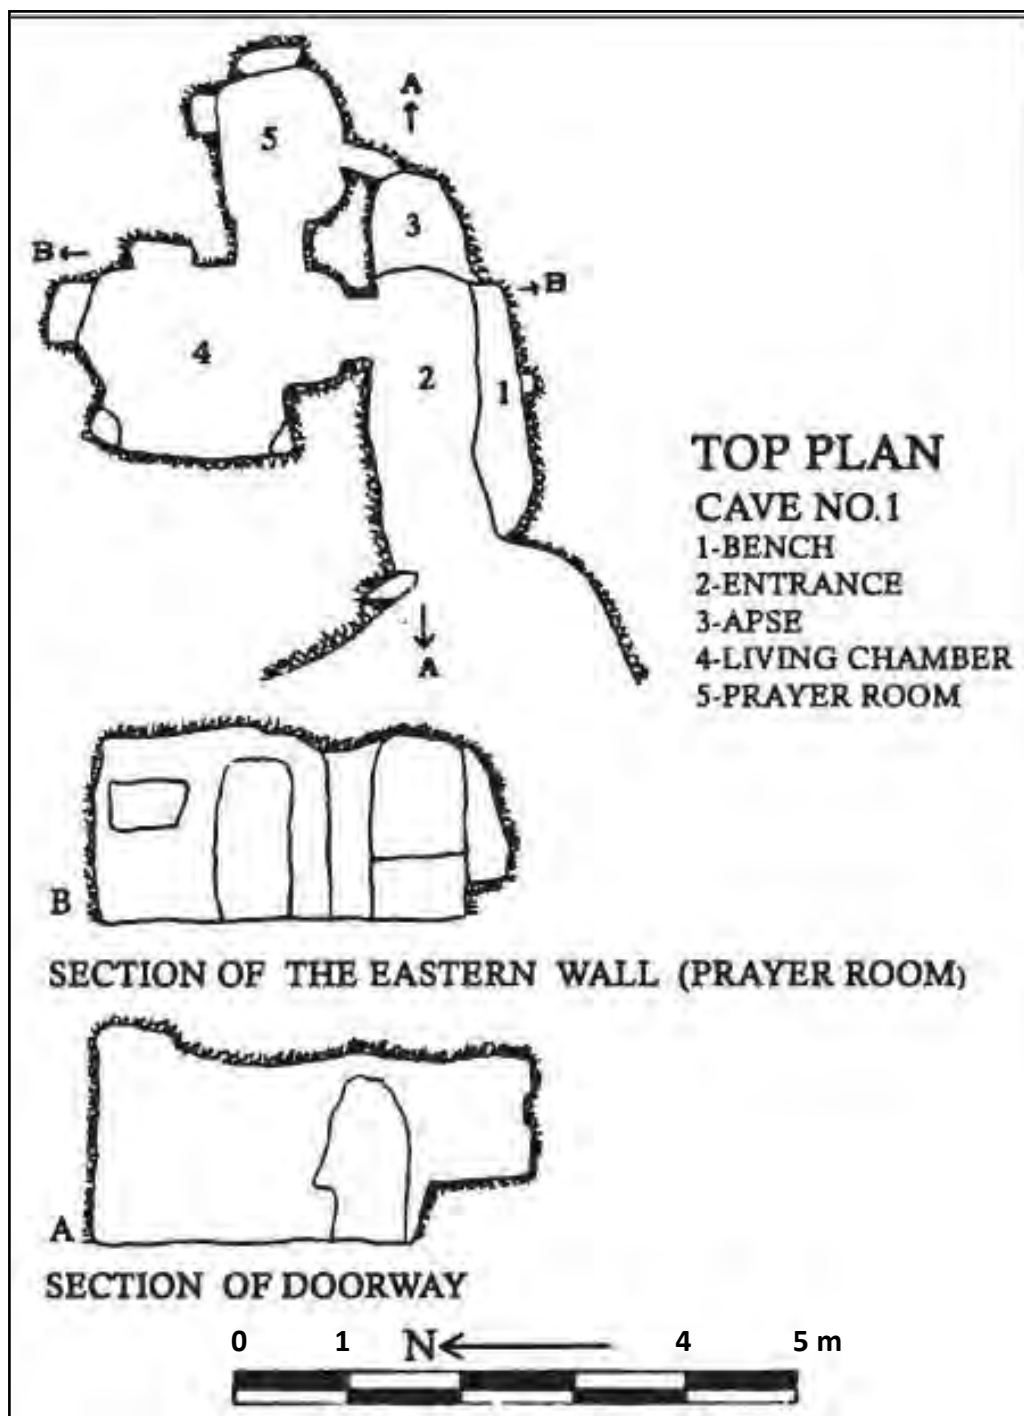 A
5
3
B
B
4
2
1
TOP PLAN
CAVE NO.1
1-BENCH
2-ENTRANCE
3-APSE
4-LIVING CHAMBER
5-PRAYER ROOM
A
B
SECTION OF THE EASTERN WALL (PRAYER ROOM)
A
SECTION OF DOORWAY
0 1 N 4 5 m